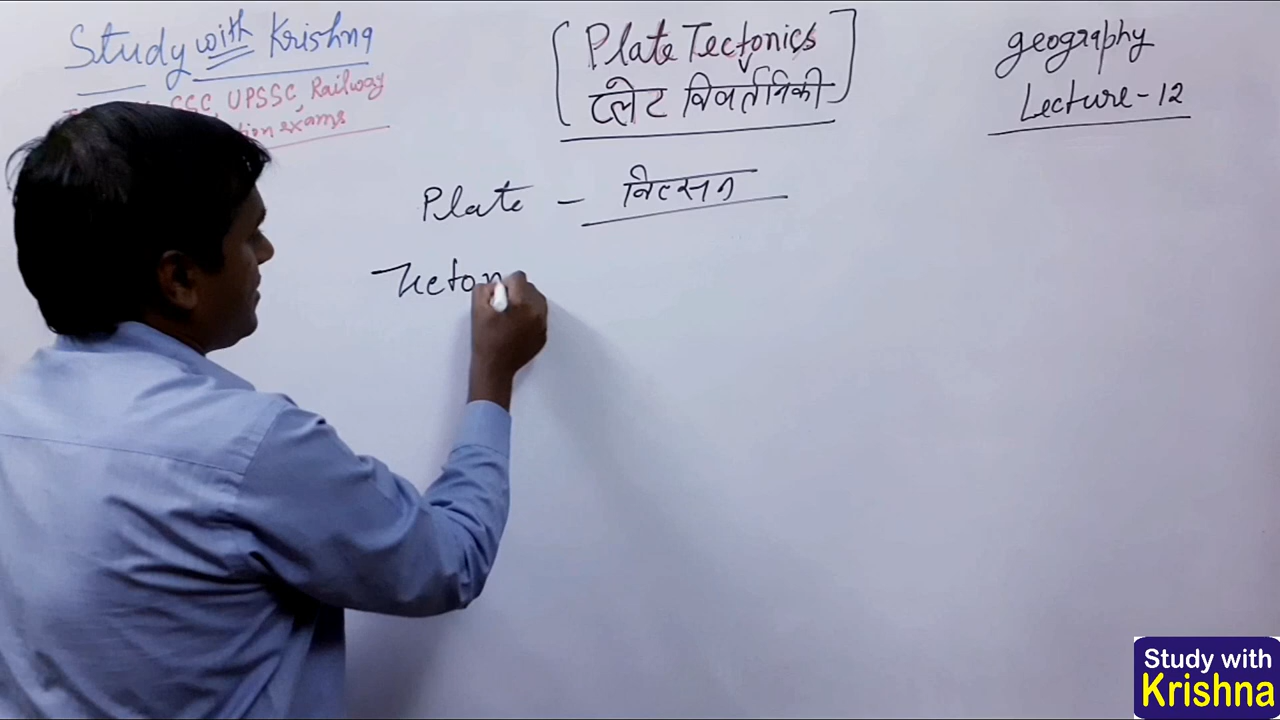 Study with Krishna
SSC, UPSSC, Railway
exams
[Plate Tectonics
प्लेट विवर्तनिकी]
geography
Lecture-12
Plate - विल्सन
Tecton
Study with
Krishna